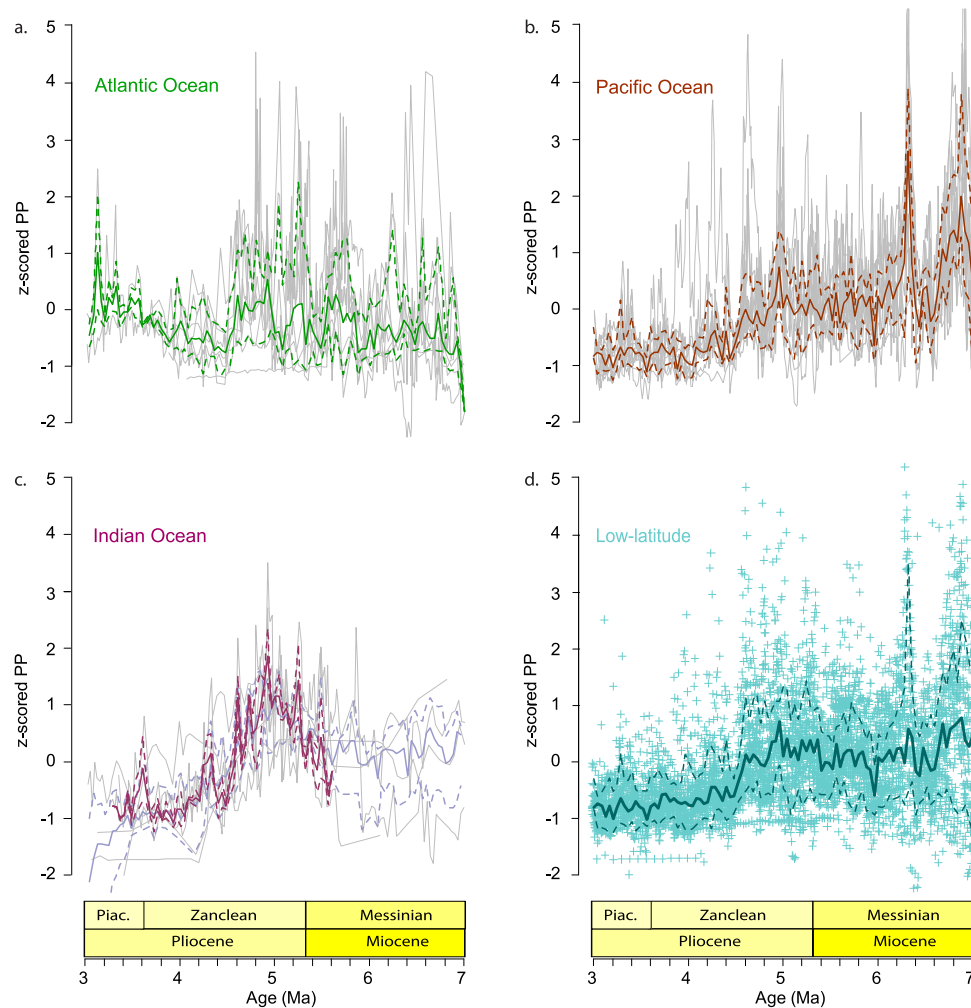 a.
Atlantic Ocean
z-scored PP
5
4
3
2
1
0
-1
-2
b.
Pacific Ocean
z-scored PP
5
4
3
2
1
0
-1
-2
c.
Indian Ocean
z-scored PP
5
4
3
2
1
0
-1
-2
d.
Low-latitude
z-scored PP
5
4
3
2
1
0
-1
-2
Piac. Zanclean Messinian
Pliocene Miocene
3 4 5 6 7
Age (Ma)
Piac. Zanclean Messinian
Pliocene Miocene
3 4 5 6 7
Age (Ma)